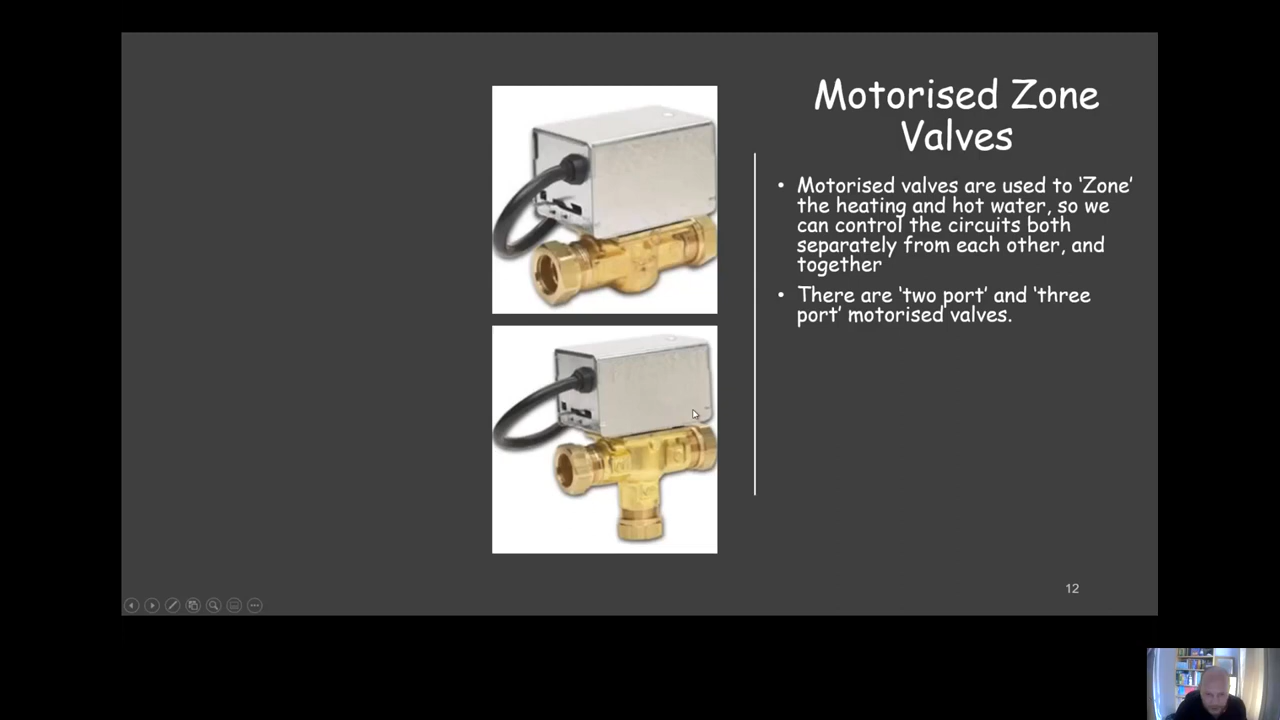 Motorised Zone
Valves
• Motorised valves are used to ‘Zone’
the heating and hot water, so we
can control the circuits both
separately from each other, and
together
• There are ‘two port’ and ‘three
port’ motorised valves.
12